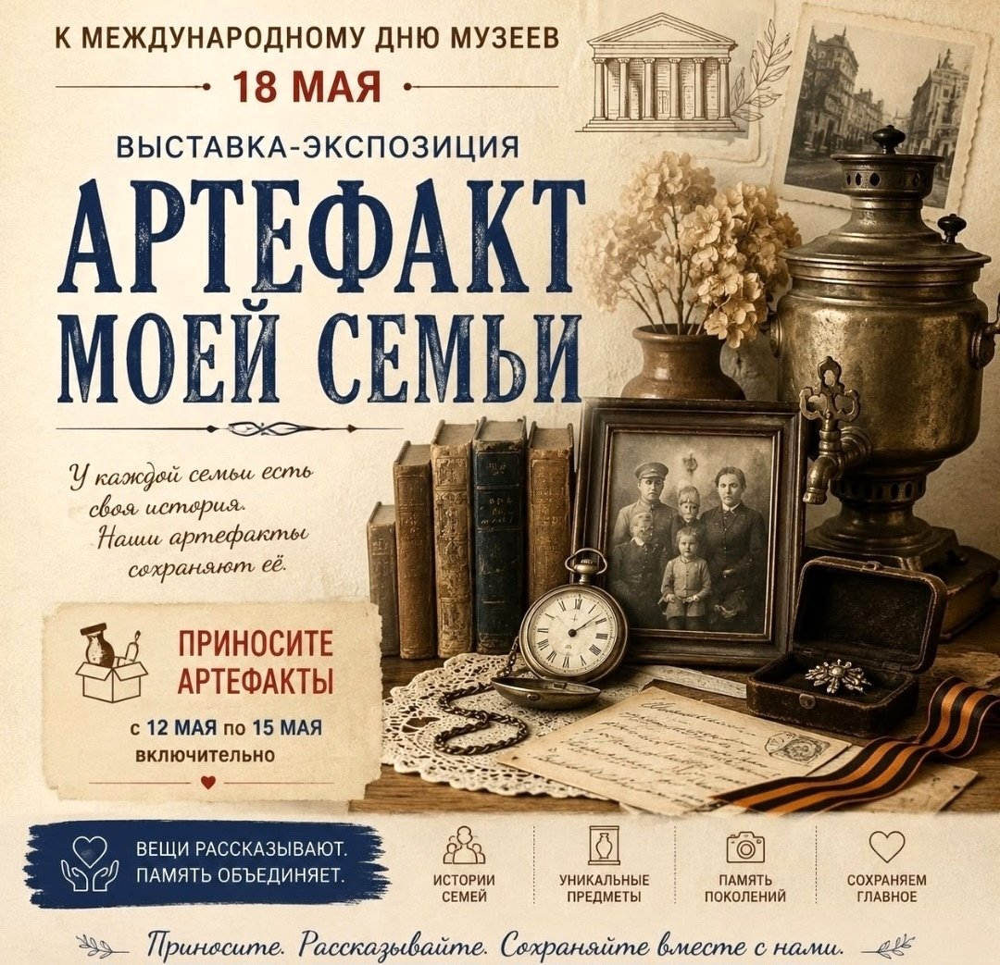 К МЕЖДУНАРОДНОМУ ДНЮ МУЗЕЕВ
18 МАЯ
ВЫСТАВКА-ЭКСПОЗИЦИЯ
АРТЕФАКТ
МОЕЙ СЕМЬИ
У каждой семьи есть
своя история.
Наши артефакты
сохраняют её.
ПРИНОСИТЕ
АРТЕФАКТЫ
с 12 МАЯ по 15 МАЯ
включительно
ВЕЩИ РАССКАЗЫВАЮТ.
ПАМЯТЬ ОБЪЕДИНЯЕТ.
ИСТОРИИ
СЕМЕЙ
УНИКАЛЬНЫЕ
ПРЕДМЕТЫ
ПАМЯТЬ
ПОКОЛЕНИЙ
СОХРАНЯЕМ
ГЛАВНОЕ
Приносите. Рассказывайте. Сохраняйте вместе с нами.